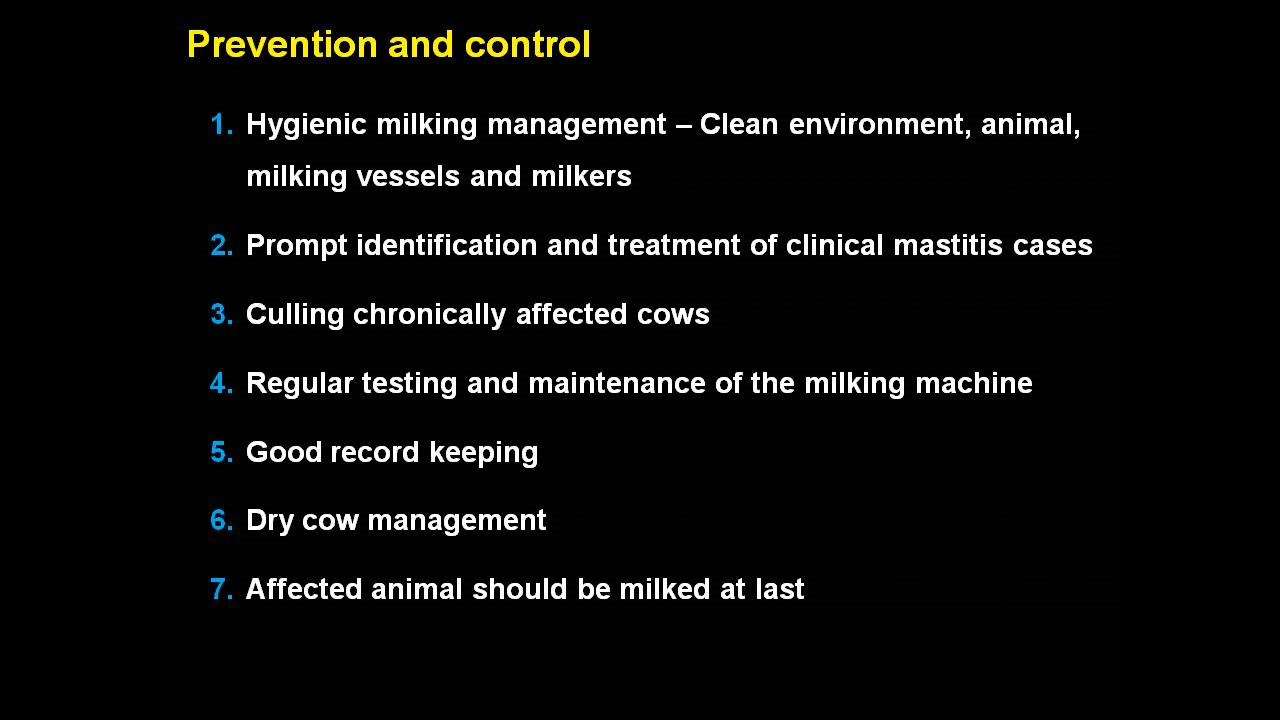 Prevention and control
1. Hygienic milking management – Clean environment, animal,
milking vessels and milkers
2. Prompt identification and treatment of clinical mastitis cases
3. Culling chronically affected cows
4. Regular testing and maintenance of the milking machine
5. Good record keeping
6. Dry cow management
7. Affected animal should be milked at last